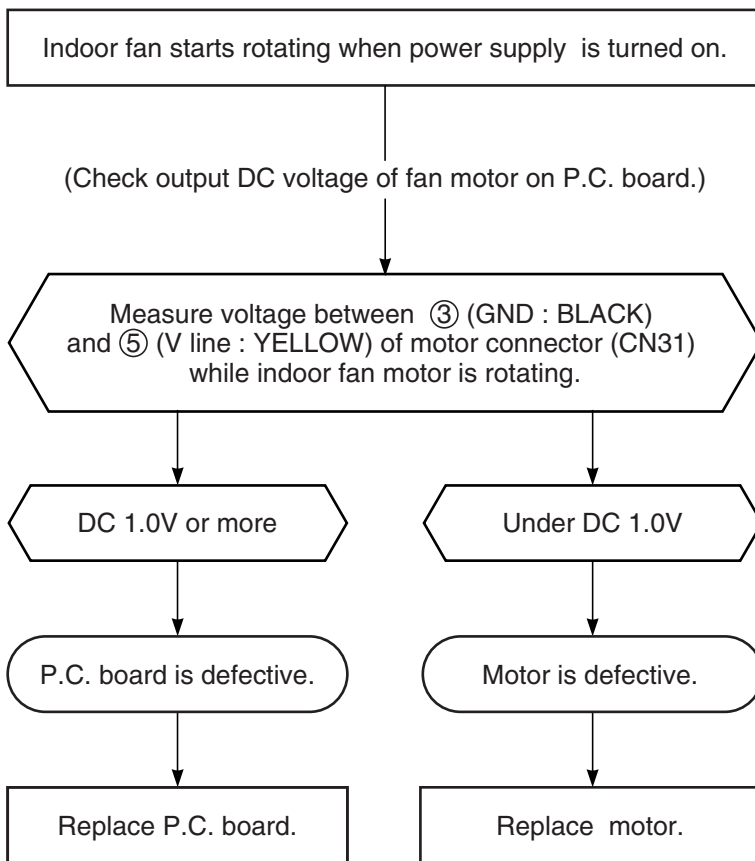 Indoor fan starts rotating when power supply is turned on.
(Check output DC voltage of fan motor on P.C. board.)
Measure voltage between ③ (GND : BLACK)
and ⑤ (V line : YELLOW) of motor connector (CN31)
while indoor fan motor is rotating.
DC 1.0V or more
Under DC 1.0V
P.C. board is defective.
Motor is defective.
Replace P.C. board.
Replace motor.